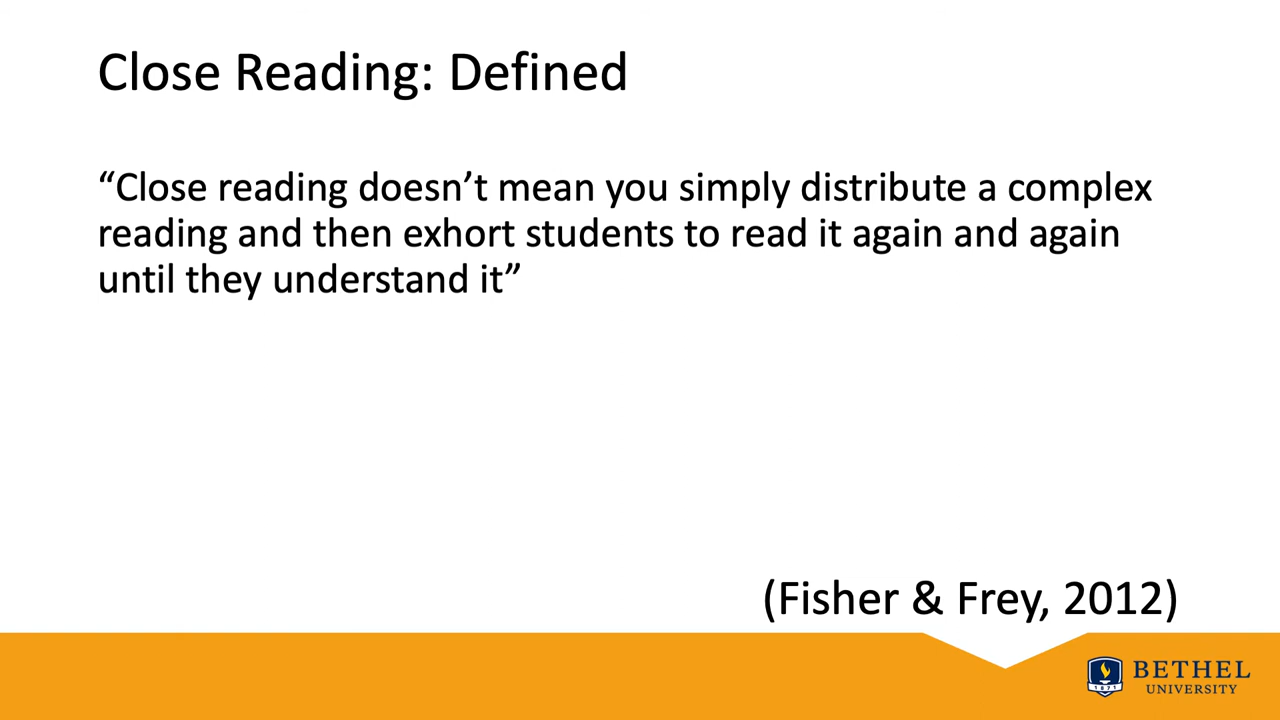 Close Reading: Defined
“Close reading doesn’t mean you simply distribute a complex
reading and then exhort students to read it again and again
until they understand it”
(Fisher & Frey, 2012)
1871
BETHEL
UNIVERSITY